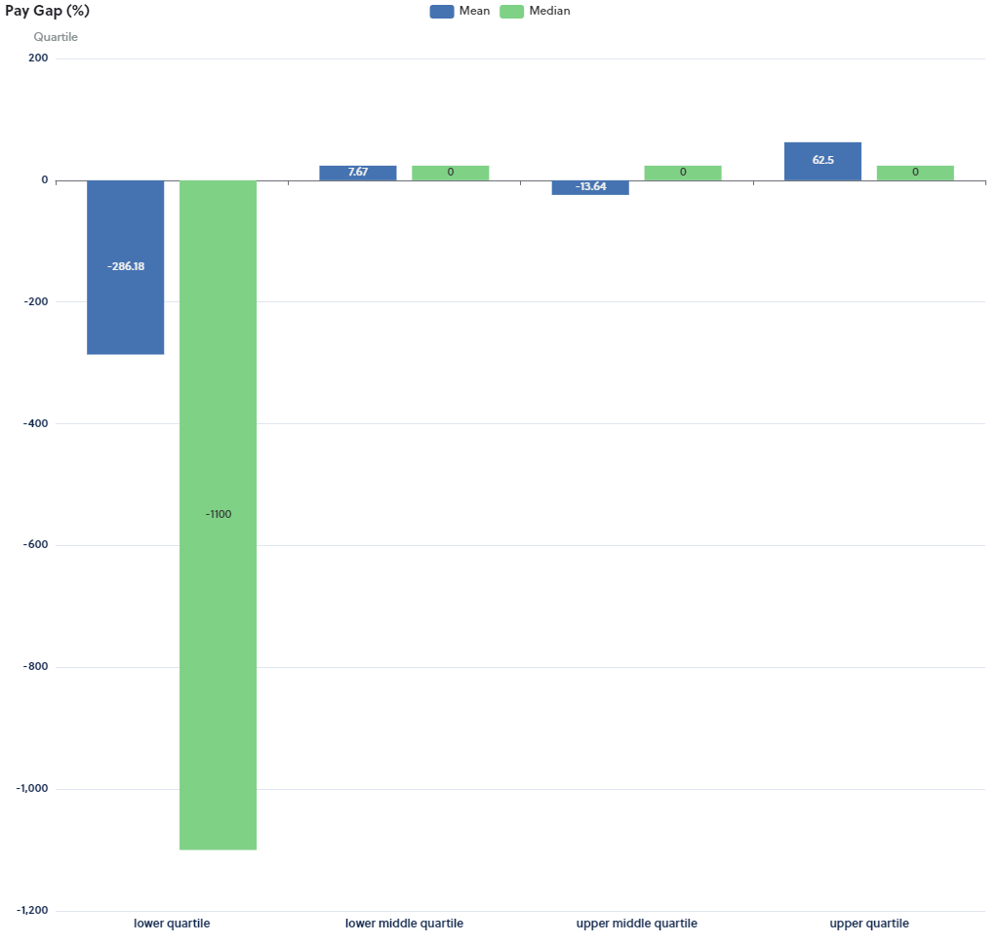 Pay Gap (%)
Mean Median
Quartile
200
0
-200
-400
-600
-800
-1,000
-1,200
-286.18
-1100
7.67
0
-13.64
0
62.5
0
lower quartile
lower middle quartile
upper middle quartile
upper quartile